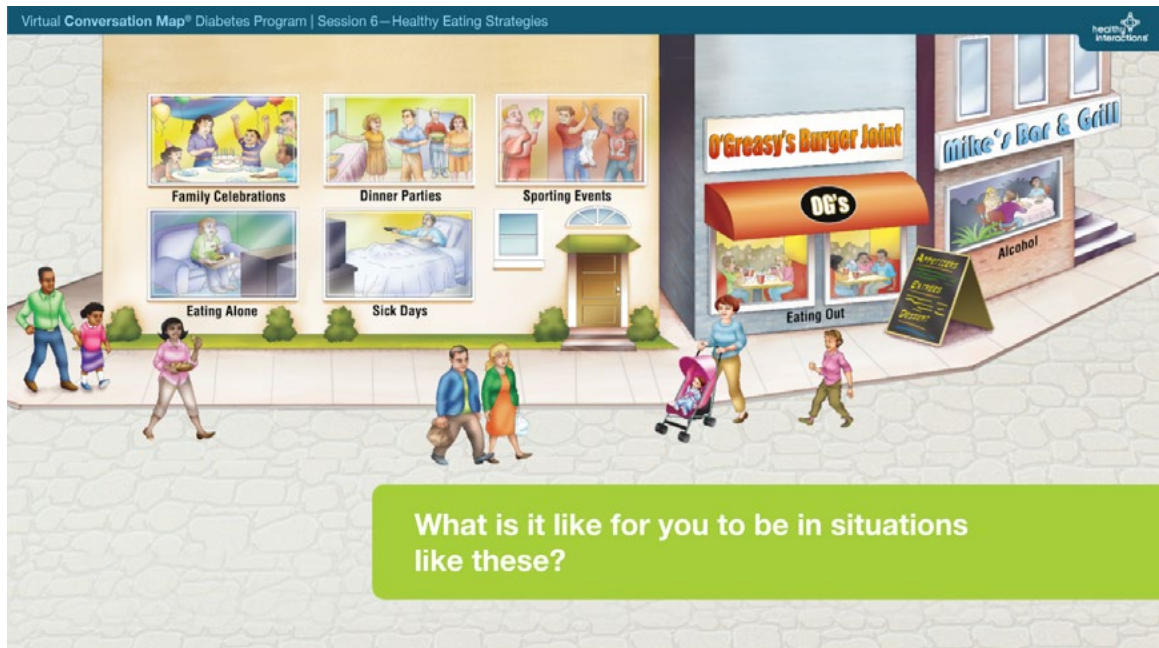 Virtual Conversation Map® Diabetes Program | Session 6—Healthy Eating Strategies
healthy
interactions
Family Celebrations
Dinner Parties
Sporting Events
Eating Alone
Sick Days
12
O'Greasy's Burger Joint
OG's
Eating Out
Appetizers
Entrees
Dessert
Mike's Bar & Grill
Alcohol
What is it like for you to be in situations
like these?